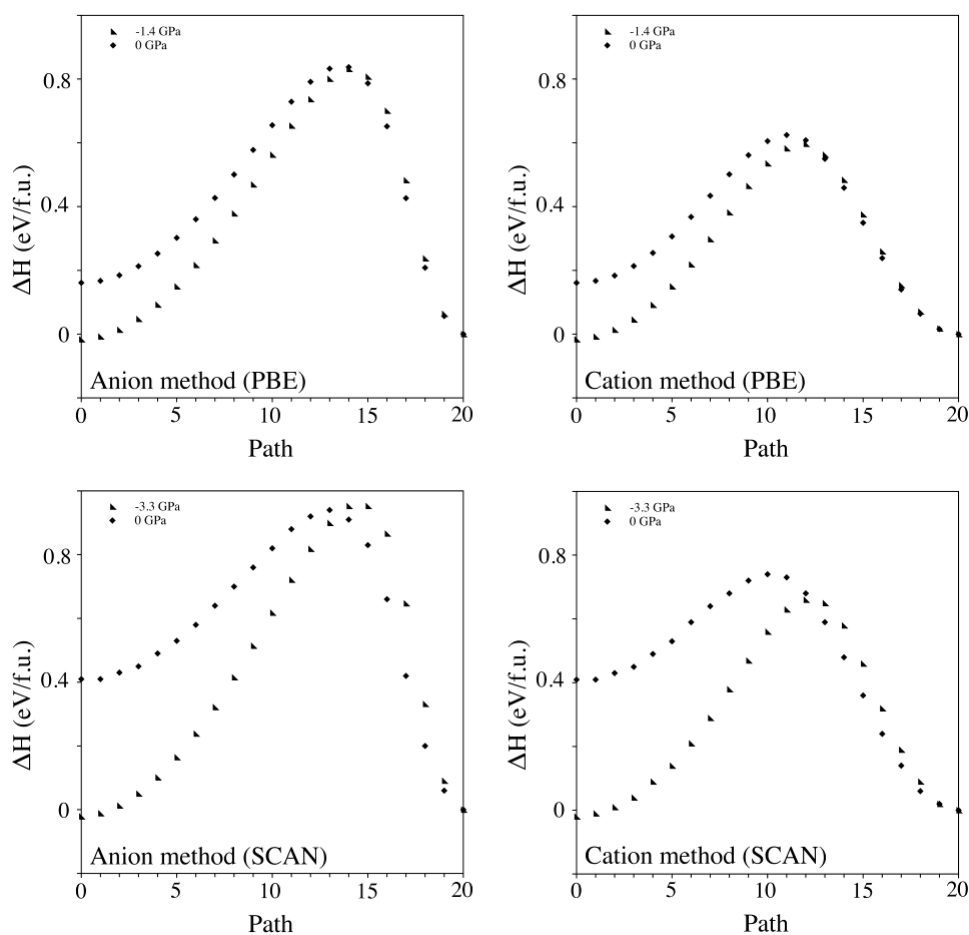 -1.4 GPa
0 GPa
0.8
0.4
0
ΔH (eV/f.u.)
Anion method (PBE)
0 5 10 15 20
Path
-1.4 GPa
0 GPa
0.8
0.4
0
ΔH (eV/f.u.)
Cation method (PBE)
0 5 10 15 20
Path
-3.3 GPa
0 GPa
0.8
0.4
0
ΔH (eV/f.u.)
Anion method (SCAN)
0 5 10 15 20
Path
-3.3 GPa
0 GPa
0.8
0.4
0
ΔH (eV/f.u.)
Cation method (SCAN)
0 5 10 15 20
Path